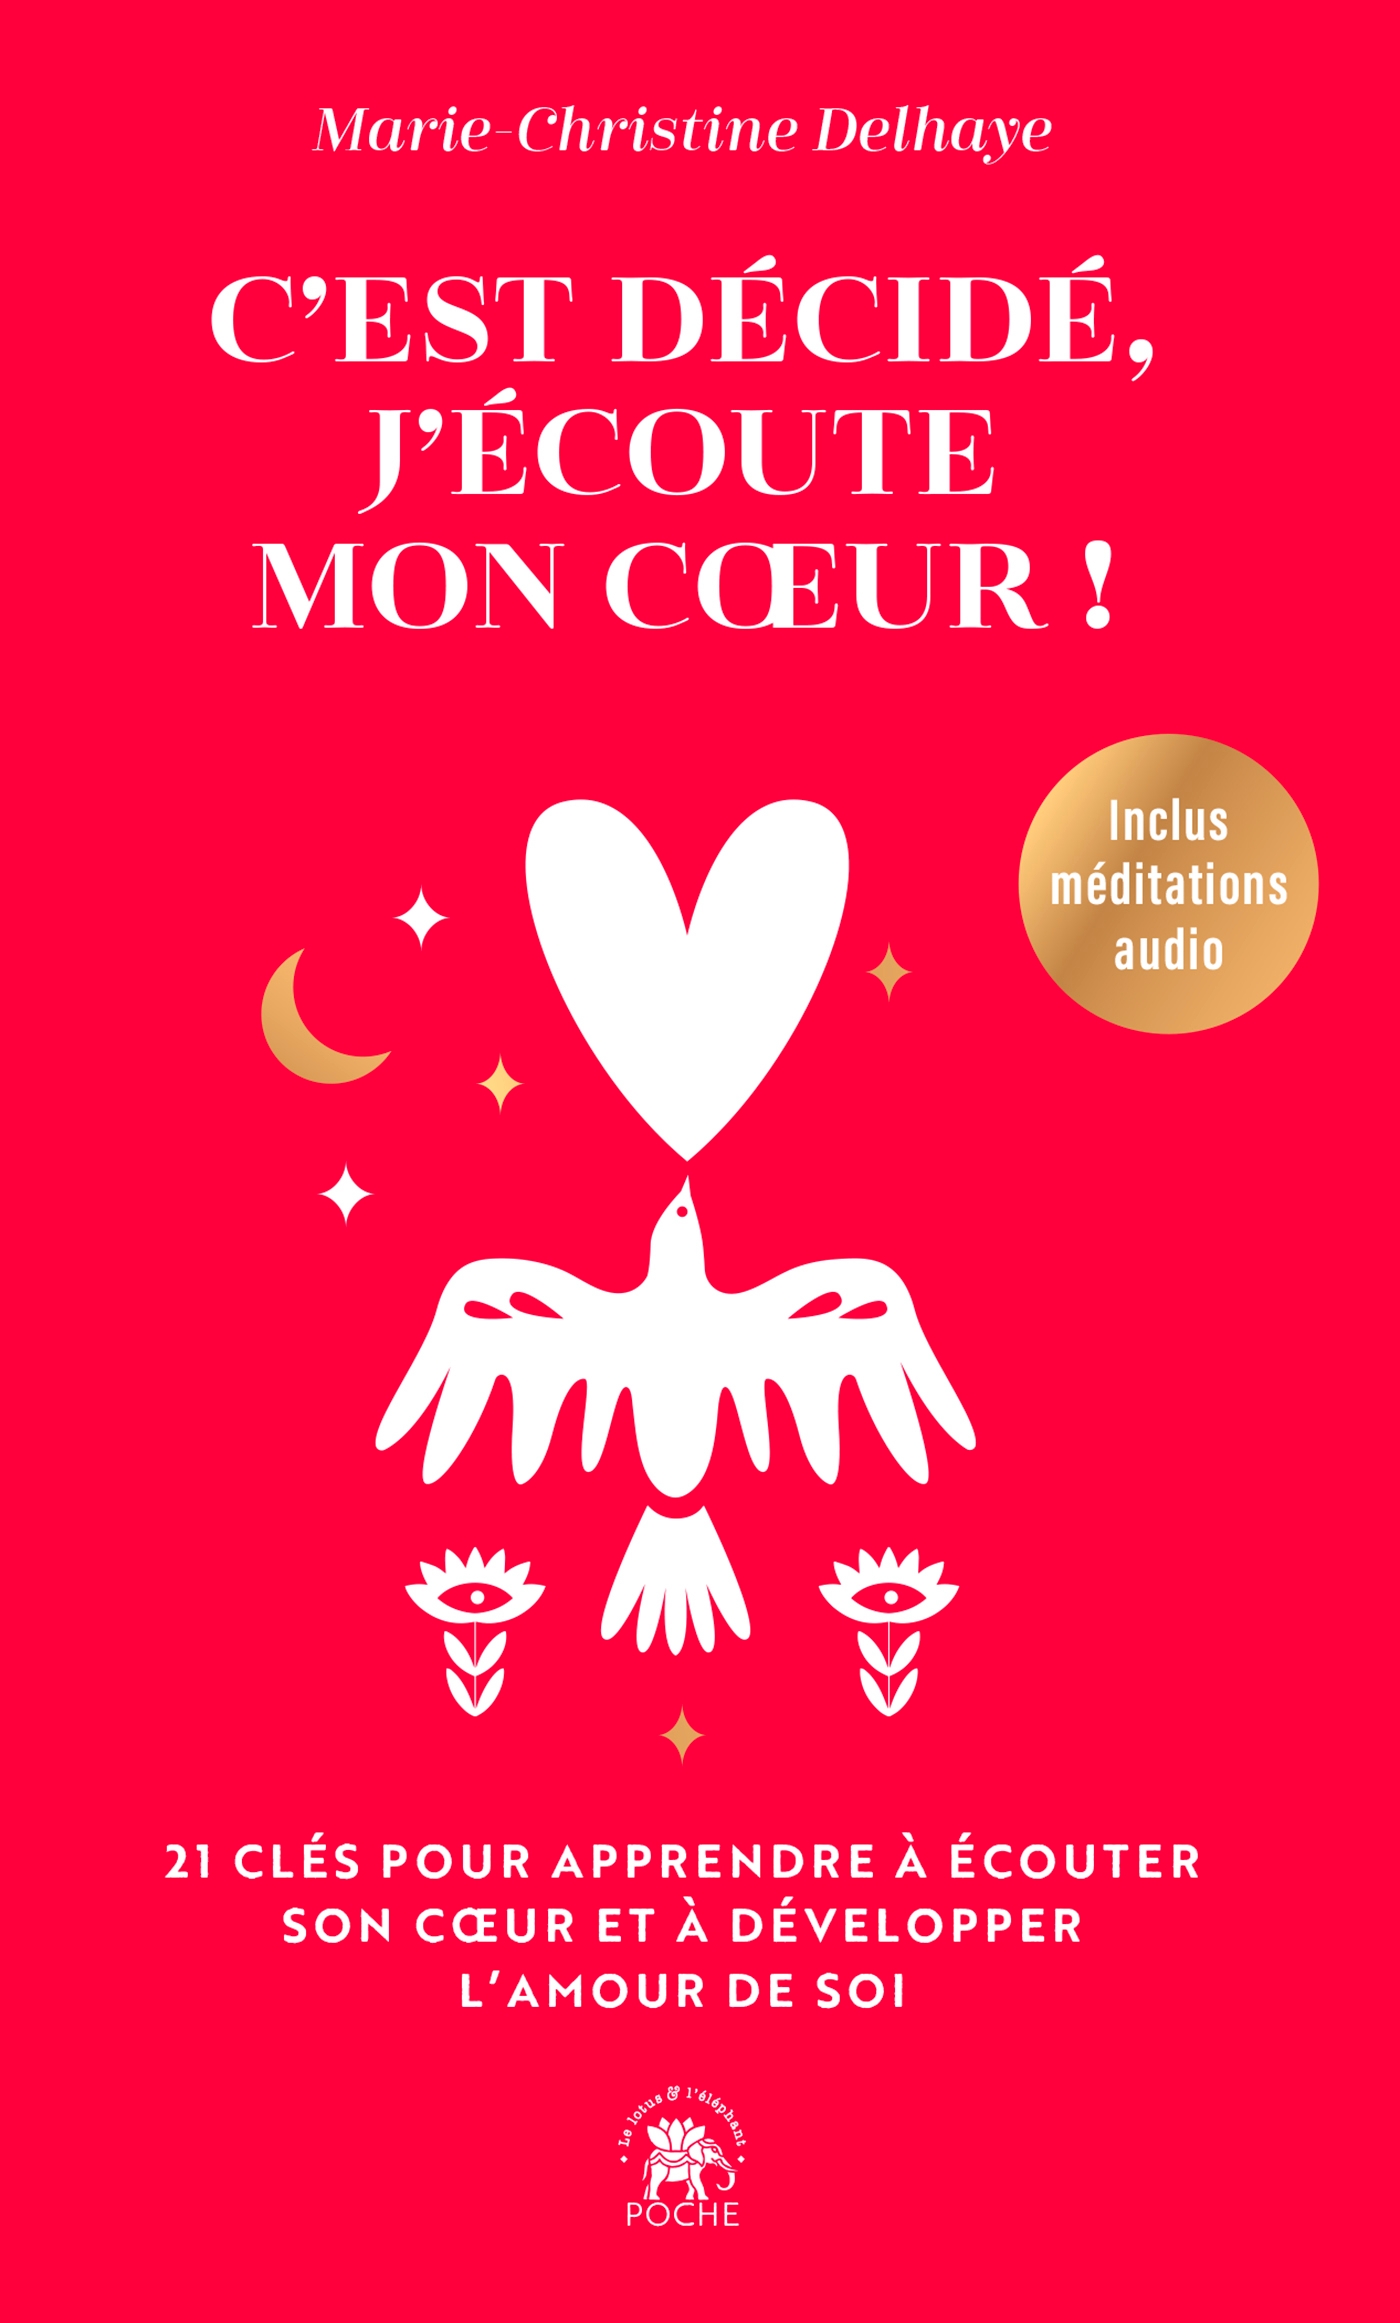 Marie-Christine Delhaye
C’EST DÉCIDÉ,
J’ÉCOUTE
MON CŒUR !
Inclus
méditations
audio
21 CLÉS POUR APPRENDRE À ÉCOUTER
SON CŒUR ET À DÉVELOPPER
L’AMOUR DE SOI
Le lotus & l’éléphant
POCHE